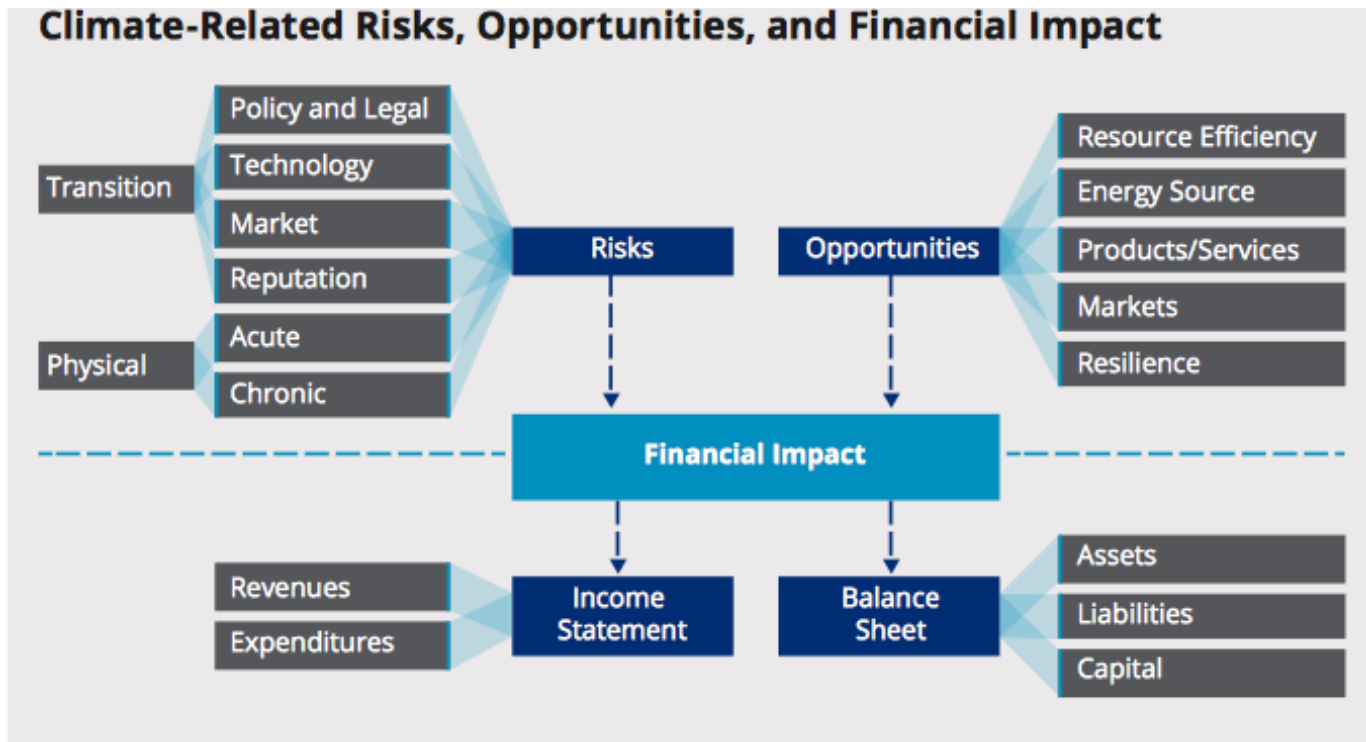 Climate-Related Risks, Opportunities, and Financial Impact
Transition
Policy and Legal
Technology
Market
Reputation
Physical
Acute
Chronic
Risks
Opportunities
Resource Efficiency
Energy Source
Products/Services
Markets
Resilience
Financial Impact
Revenues
Expenditures
Income
Statement
Balance
Sheet
Assets
Liabilities
Capital